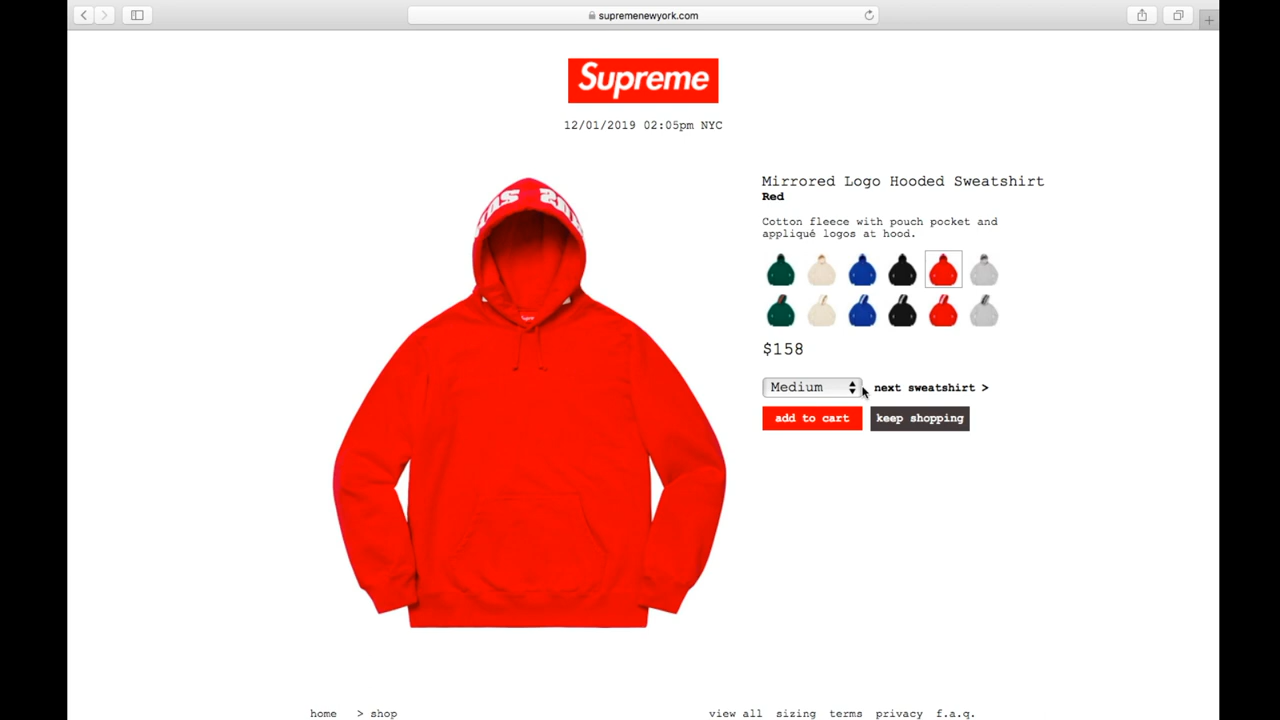 supremenewyork.com
Supreme
12/01/2019 02:05pm NYC
Mirrored Logo Hooded Sweatshirt
Red
Cotton fleece with pouch pocket and
appliqué logos at hood.
$158
Medium
next sweatshirt >
add to cart
keep shopping
home > shop
view all sizing terms privacy f.a.q.